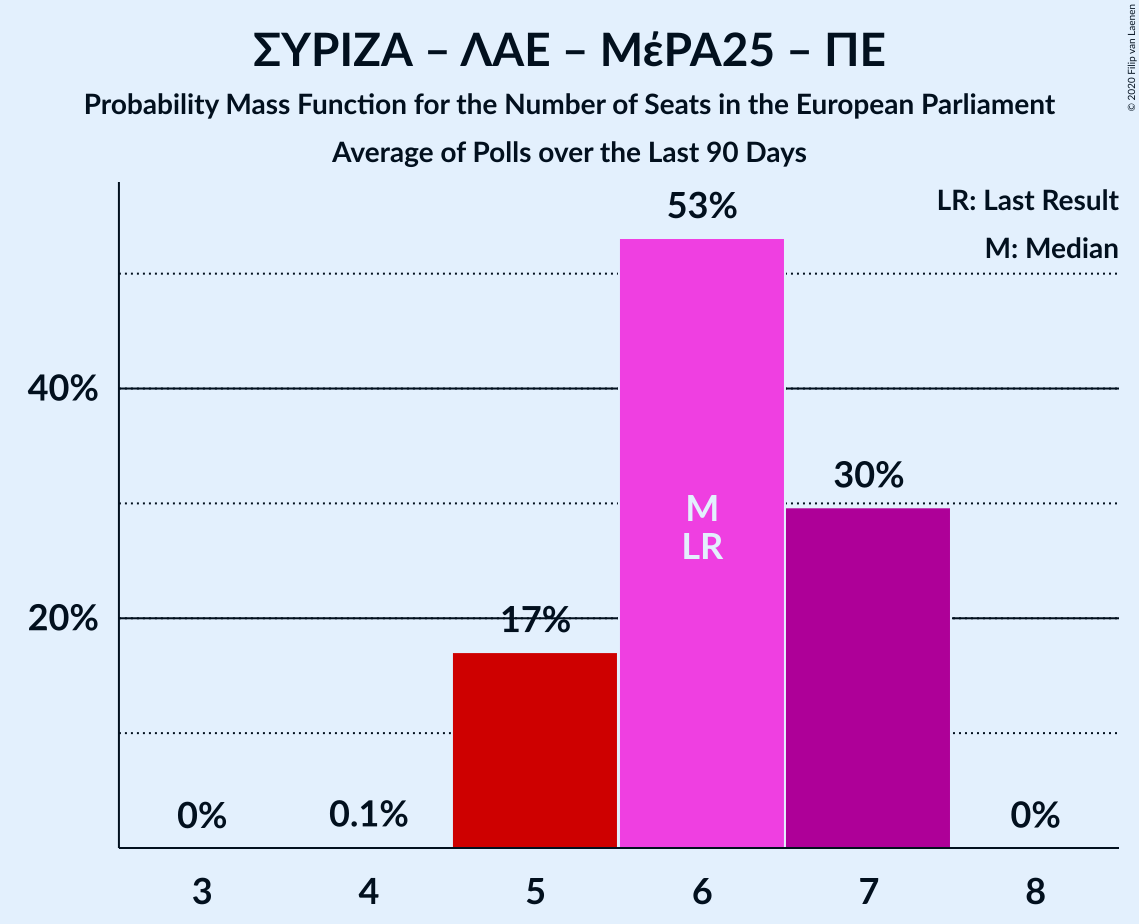 ΣΥΡΙΖΑ – ΛΑΕ – ΜέΡΑ25 – ΠΕ
Probability Mass Function for the Number of Seats in the European Parliament
Average of Polls over the Last 90 Days
© 2020 Filip van Laenen
LR: Last Result
M: Median
53%
40%
30%
M
LR
20%
17%
0%
0.1%
0%
3 4 5 6 7 8